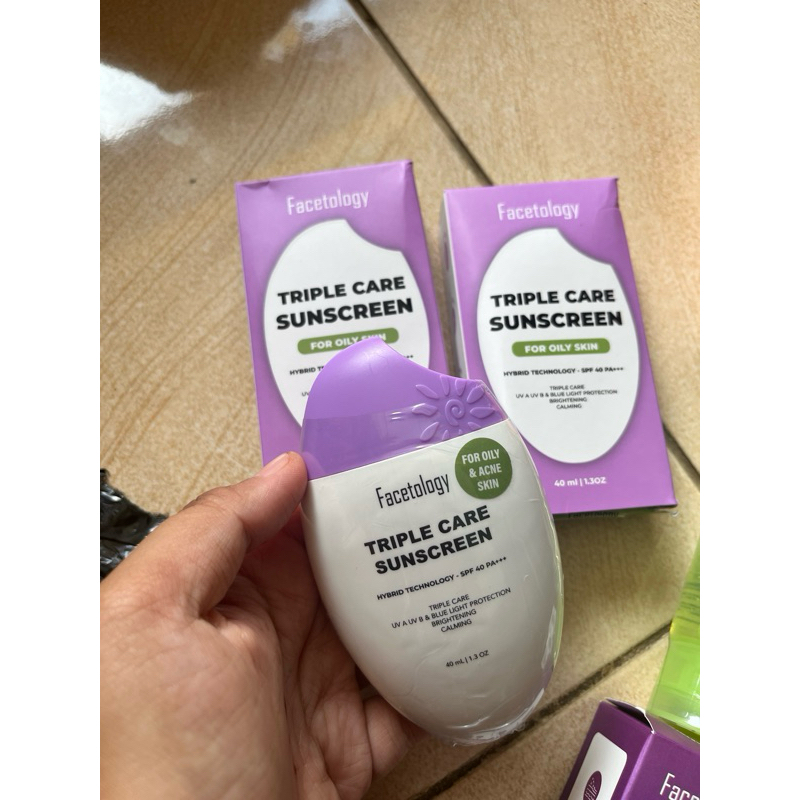 Facetology
TRIPLE CARE
SUNSCREEN
FOR OILY SKIN
Facetology
TRIPLE CARE
SUNSCREEN
FOR OILY SKIN
HYBRID TECHNOLOGY - SPF 40 PA+++
TRIPLE CARE
UV A UV B & BLUE LIGHT PROTECTION
BRIGHTENING
CALMING
40 ml | 1.3OZ
FOR OILY
& ACNE
SKIN
Facetology
TRIPLE CARE
SUNSCREEN
HYBRID TECHNOLOGY - SPF 40 PA+++
TRIPLE CARE
UV A UV B & BLUE LIGHT PROTECTION
BRIGHTENING
CALMING
40 mL | 1.3 OZ